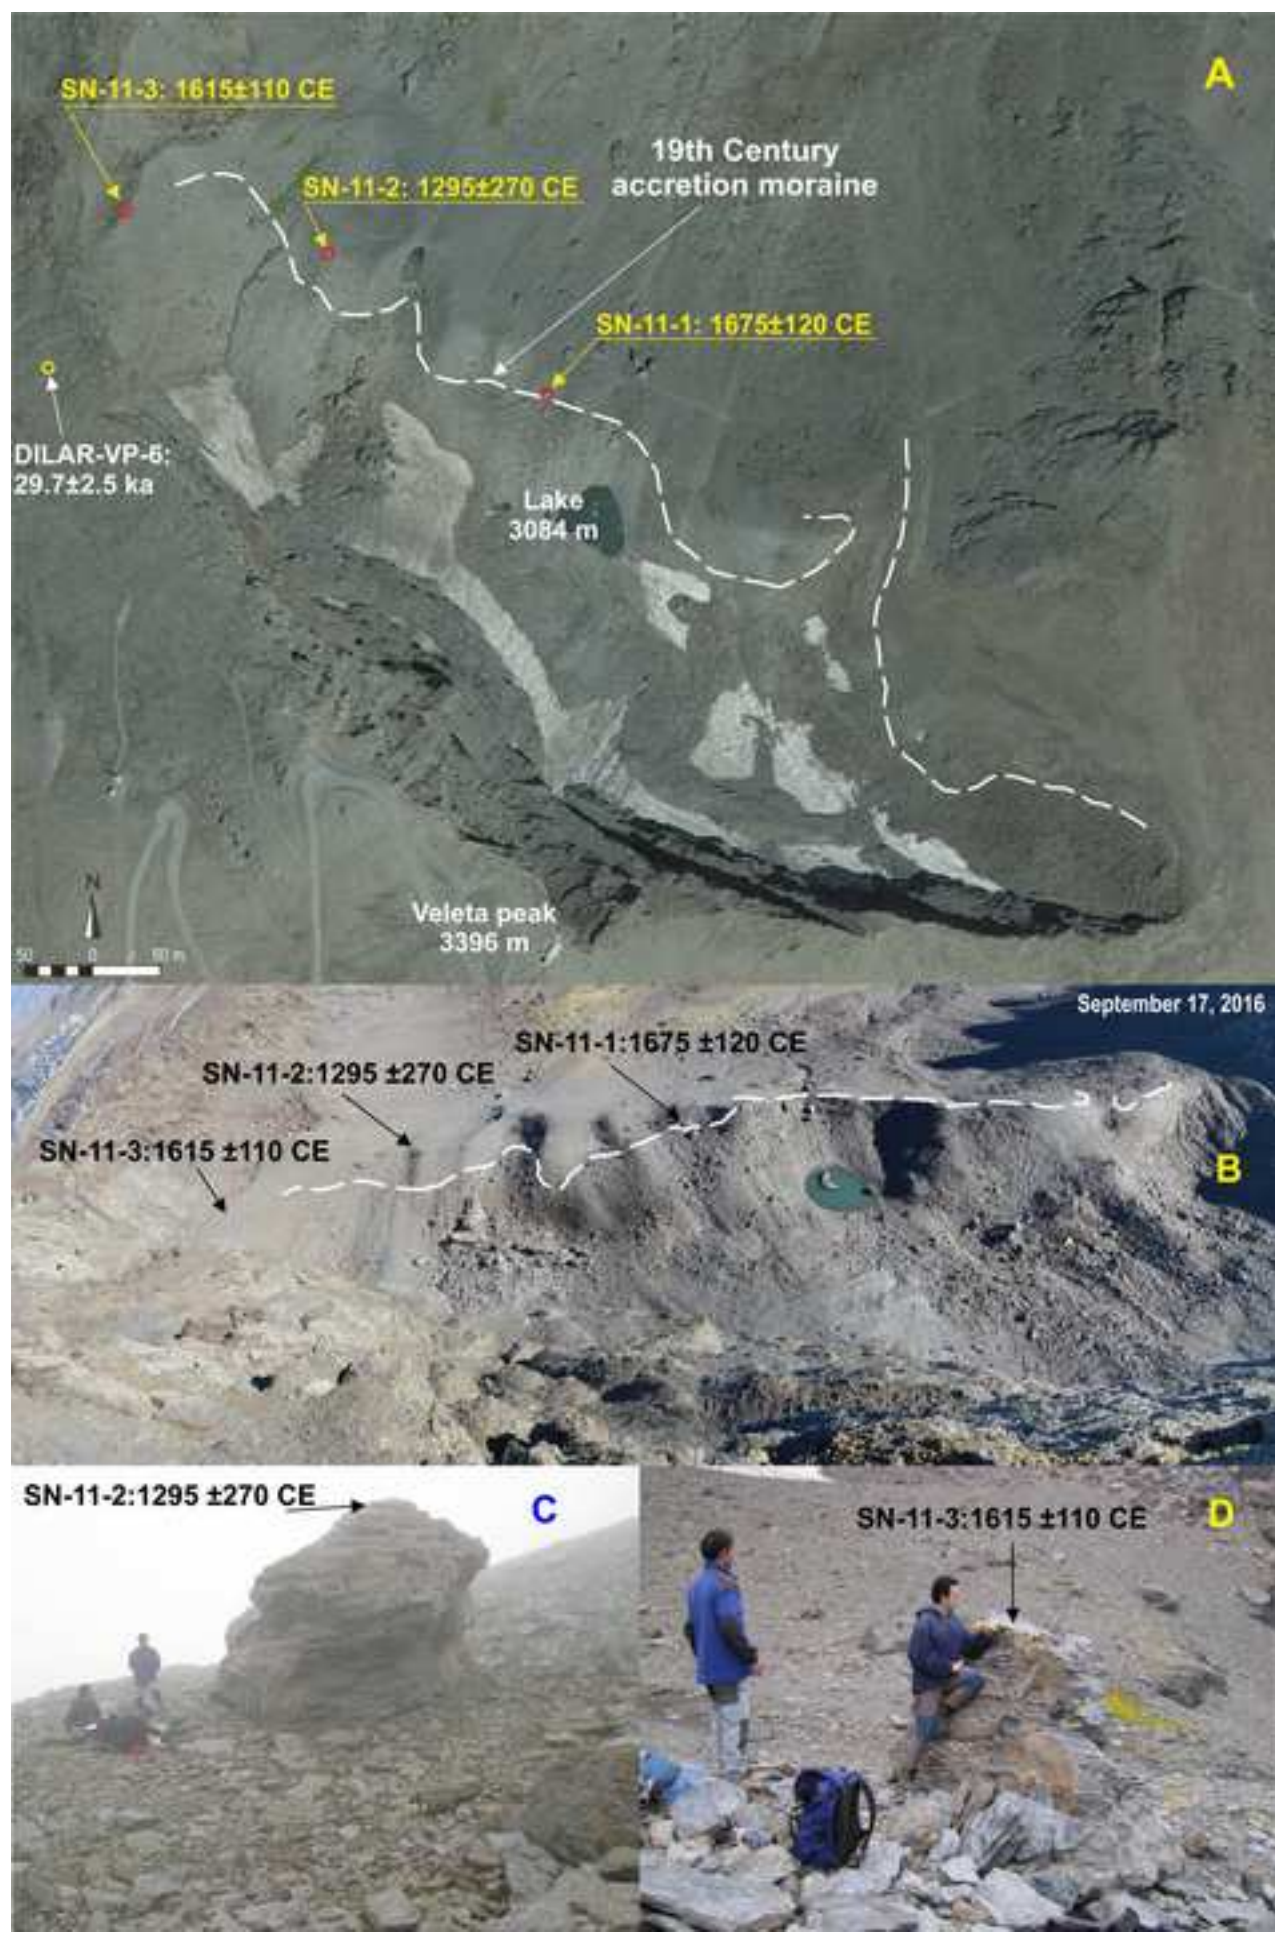 A
SN-11-3: 1615±110 CE
19th Century
accretion moraine
SN-11-2: 1295±270 CE
SN-11-1: 1675±120 CE
DILAR-VP-6:
29.7±2.5 ka
Lake
3084 m
Veleta peak
3396 m
N
50 0 m
September 17, 2016
SN-11-1:1675 ±120 CE
SN-11-2:1295 ±270 CE
SN-11-3:1615 ±110 CE
B
SN-11-2:1295 ±270 CE
C
SN-11-3:1615 ±110 CE
D